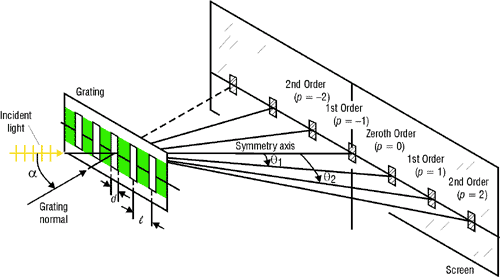 Grating
Incident
light
α
Grating
normal
d
ℓ
2nd Order
(p = −2)
1st Order
(p = −1)
Zeroth Order
(p = 0)
Symmetry axis
θ1
θ2
1st Order
(p = 1)
2nd Order
(p = 2)
Screen